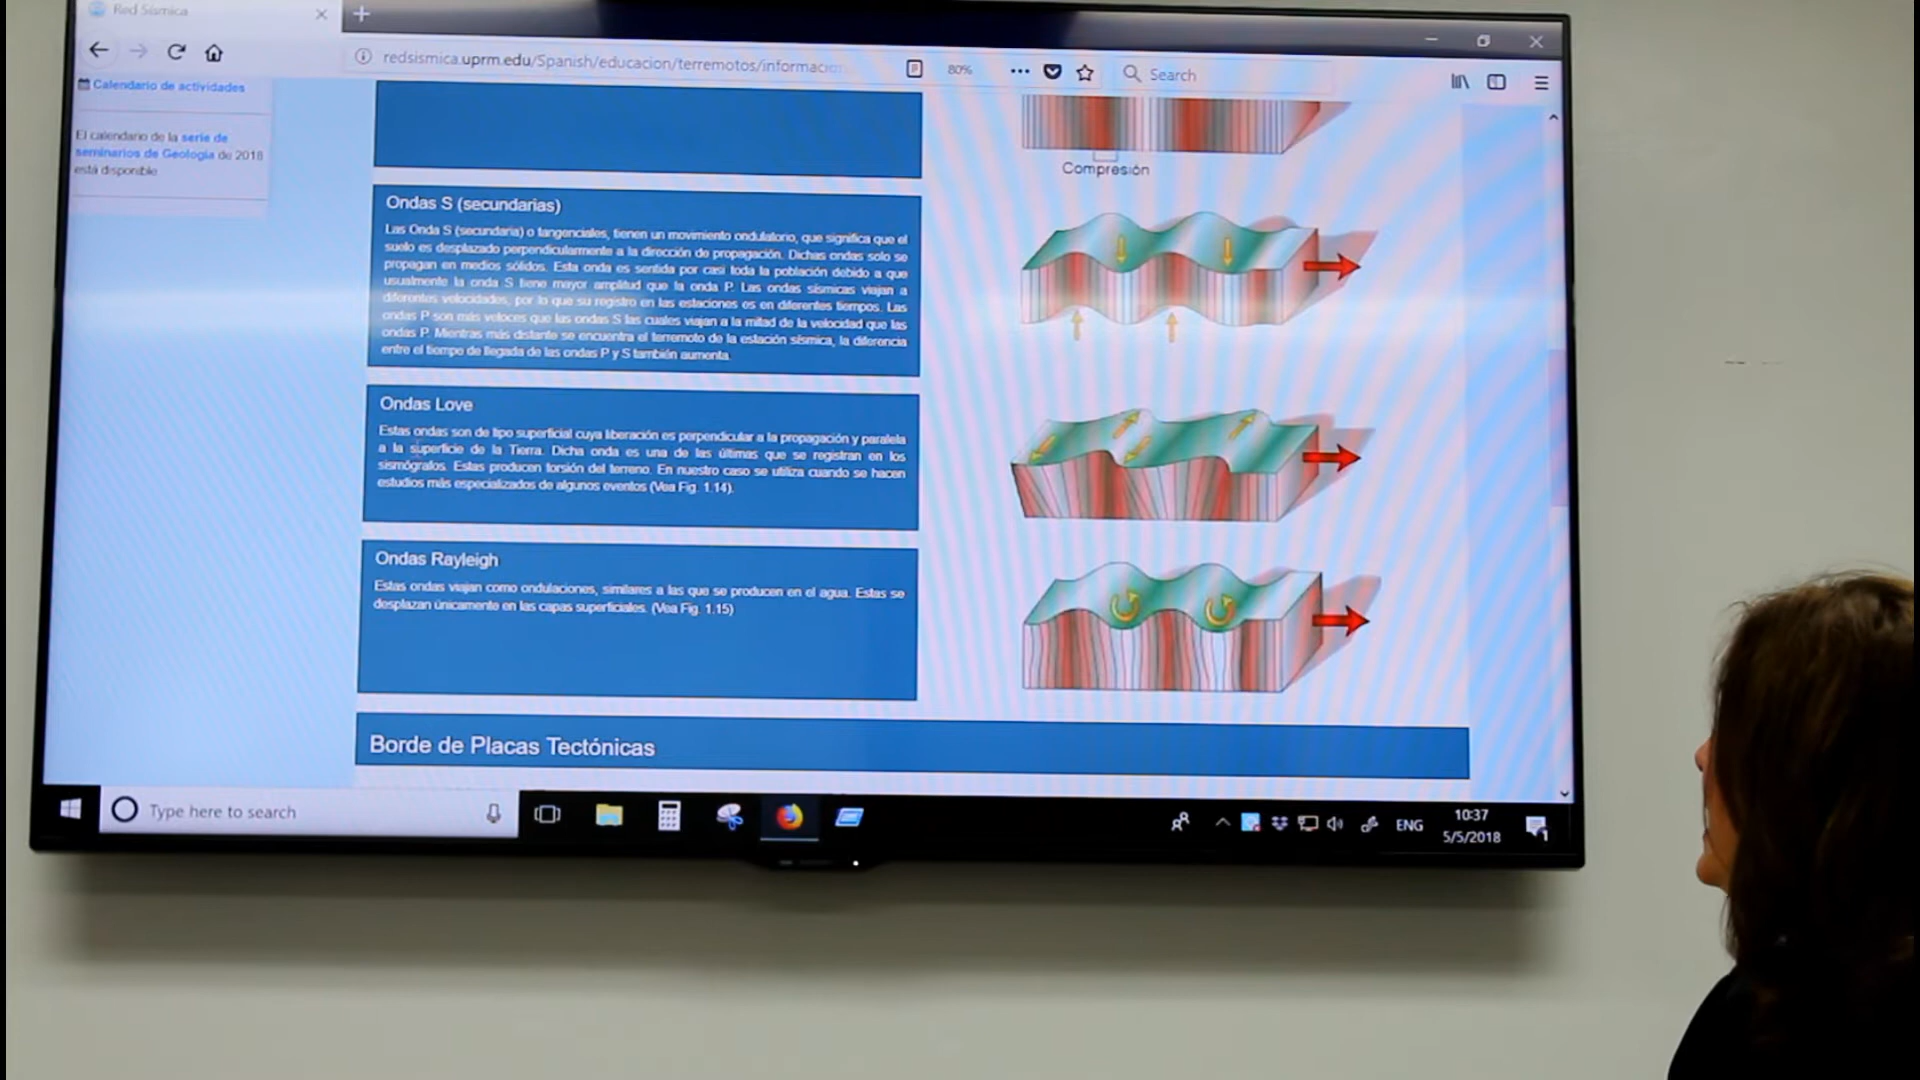 Red Sísmica
redsismica.uprm.edu/Spanish/educacion/terremotos/informacion
80%
Search
Calendario de actividades
El calendario de la serie de
seminarios de Geología de 2018
está disponible
Compresión
Ondas S (secundarias)
Las Onda S (secundaria) o tangenciales, tienen un movimiento ondulatorio, que significa que el
suelo es desplazado perpendicularmente a la dirección de propagación. Dichas ondas solo se
propagan en medios sólidos. Esta onda es sentida por casi toda la población debido a que
usualmente la onda S tiene mayor amplitud que la onda P. Las ondas sísmicas viajan a
diferentes velocidades, por lo que su registro en las estaciones es en diferentes tiempos. Las
ondas P son más veloces que las ondas S las cuales viajan a la mitad de la velocidad que las
ondas P. Mientras más distante se encuentra el terremoto de la estación sísmica, la diferencia
entre el tiempo de llegada de las ondas P y S también aumenta.
Ondas Love
Estas ondas son de tipo superficial cuya liberación es perpendicular a la propagación y paralela
a la superficie de la Tierra. Dicha onda es una de las últimas que se registran en los
sismógrafos. Estas producen torsión del terreno. En nuestro caso se utiliza cuando se hacen
estudios más especializados de algunos eventos (Vea Fig. 1.14).
Ondas Rayleigh
Estas ondas viajan como ondulaciones, similares a las que se producen en el agua. Estas se
desplazan únicamente en las capas superficiales. (Vea Fig. 1.15)
Borde de Placas Tectónicas
Type here to search
ENG
10:37
5/5/2018
1